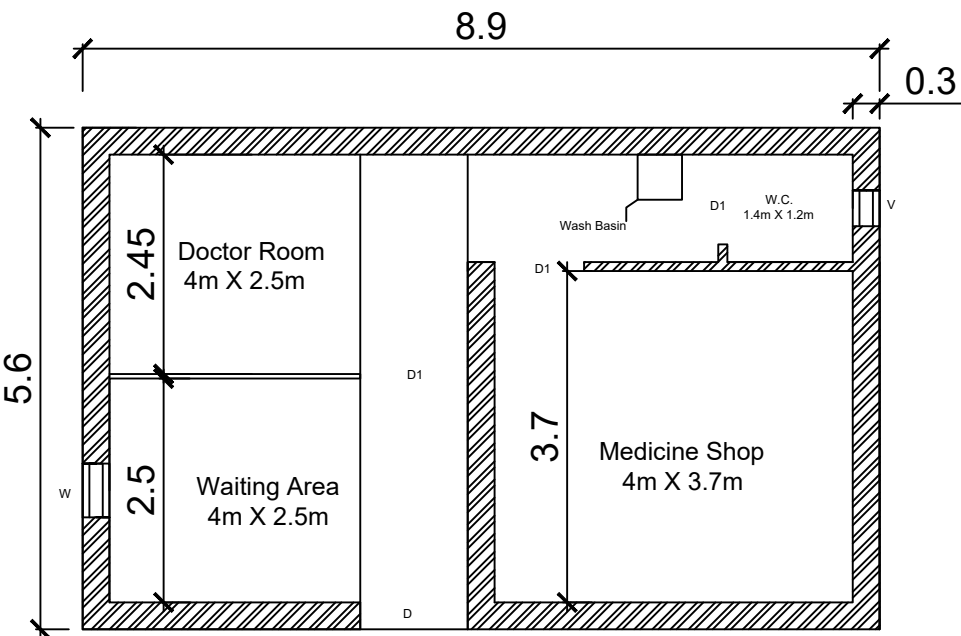 8.9
0.3
5.6
2.45
Doctor Room
4m X 2.5m
Wash Basin
D1
W.C.
1.4m X 1.2m
V
D1
D1
2.5
Waiting Area
4m X 2.5m
W
3.7
Medicine Shop
4m X 3.7m
D